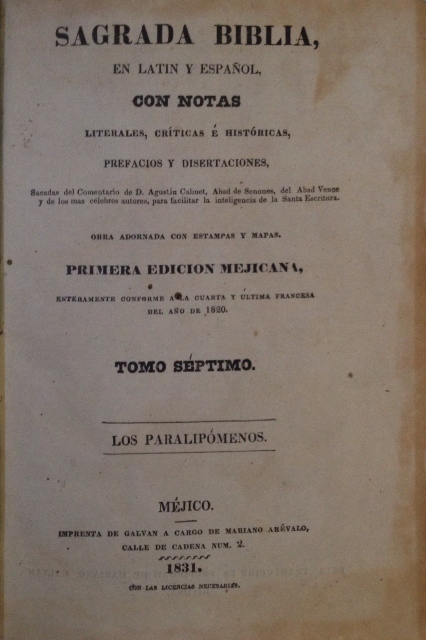 SAGRADA BIBLIA,
EN LATIN Y ESPAÑOL,
CON NOTAS
LITERALES, CRÍTICAS É HISTÓRICAS,
PREFACIOS Y DISERTACIONES,
Sacadas del Comentario de D. Agustin Calmet, Abad de Senones, del Abad Vence
y de los mas célebres autores, para facilitar la inteligencia de la Santa Escritura.
OBRA ADORNADA CON ESTAMPAS Y MAPAS.
PRIMERA EDICION MEJICANA,
ENTERAMENTE CONFORME A LA CUARTA Y ÚLTIMA FRANCESA
DEL AÑO DE 1820.
TOMO SÉPTIMO.
LOS PARALIPÓMENOS.
MÉJICO.
IMPRENTA DE GALVAN A CARGO DE MARIANO ARÉVALO,
CALLE DE CADENA NUM. 2.
1831.
CON LAS LICENCIAS NECESARIAS.